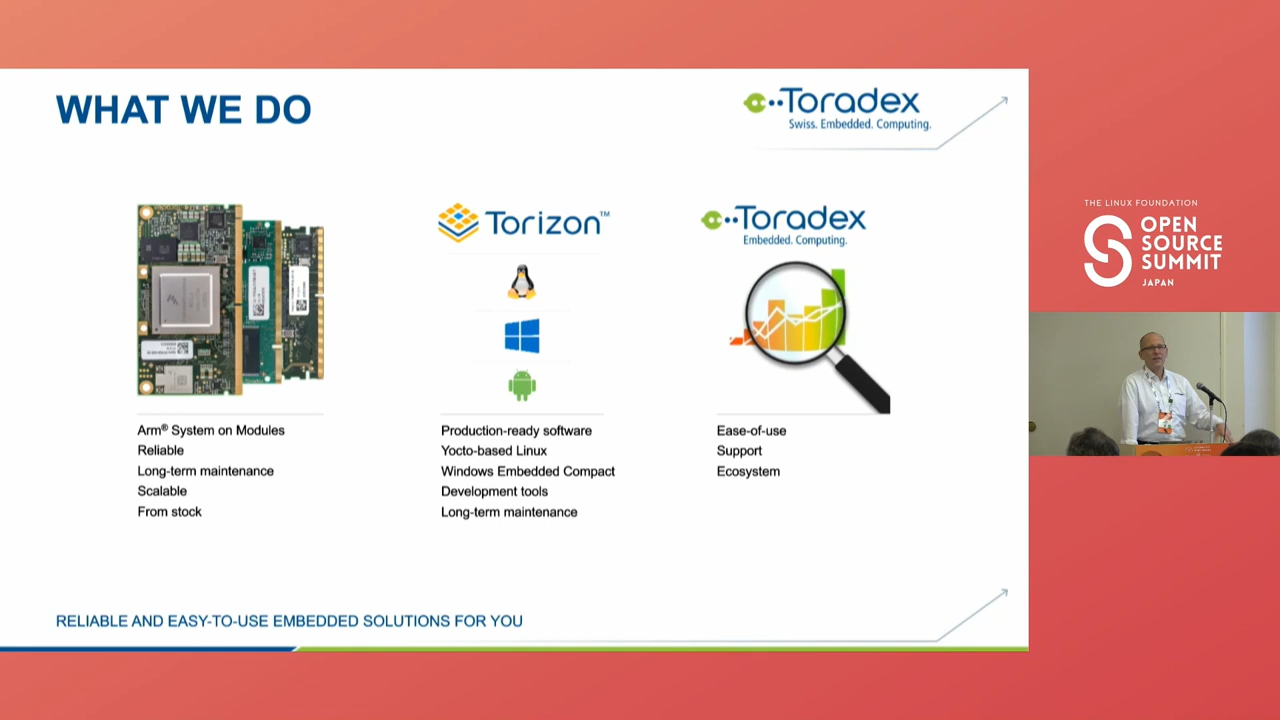 WHAT WE DO
Toradex
Swiss. Embedded. Computing.
Torizon™
Toradex
Embedded. Computing.
Arm® System on Modules
Reliable
Long-term maintenance
Scalable
From stock
Production-ready software
Yocto-based Linux
Windows Embedded Compact
Development tools
Long-term maintenance
Ease-of-use
Support
Ecosystem
RELIABLE AND EASY-TO-USE EMBEDDED SOLUTIONS FOR YOU
THE LINUX FOUNDATION
OPEN
SOURCE
SUMMIT
JAPAN